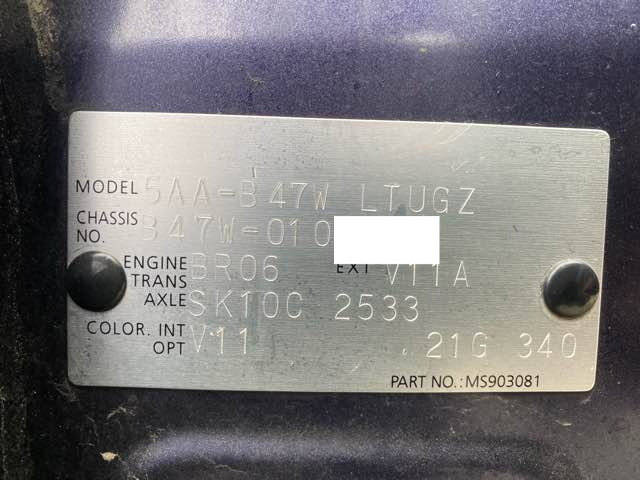 MODEL 5AA-B47W LTUGZ
CHASSIS NO. B47W-010
ENGINE BR06 EXT V11A
TRANS AXLE SK10C 2533
COLOR. INT V11
OPT 21G 340
PART NO.:MS903081